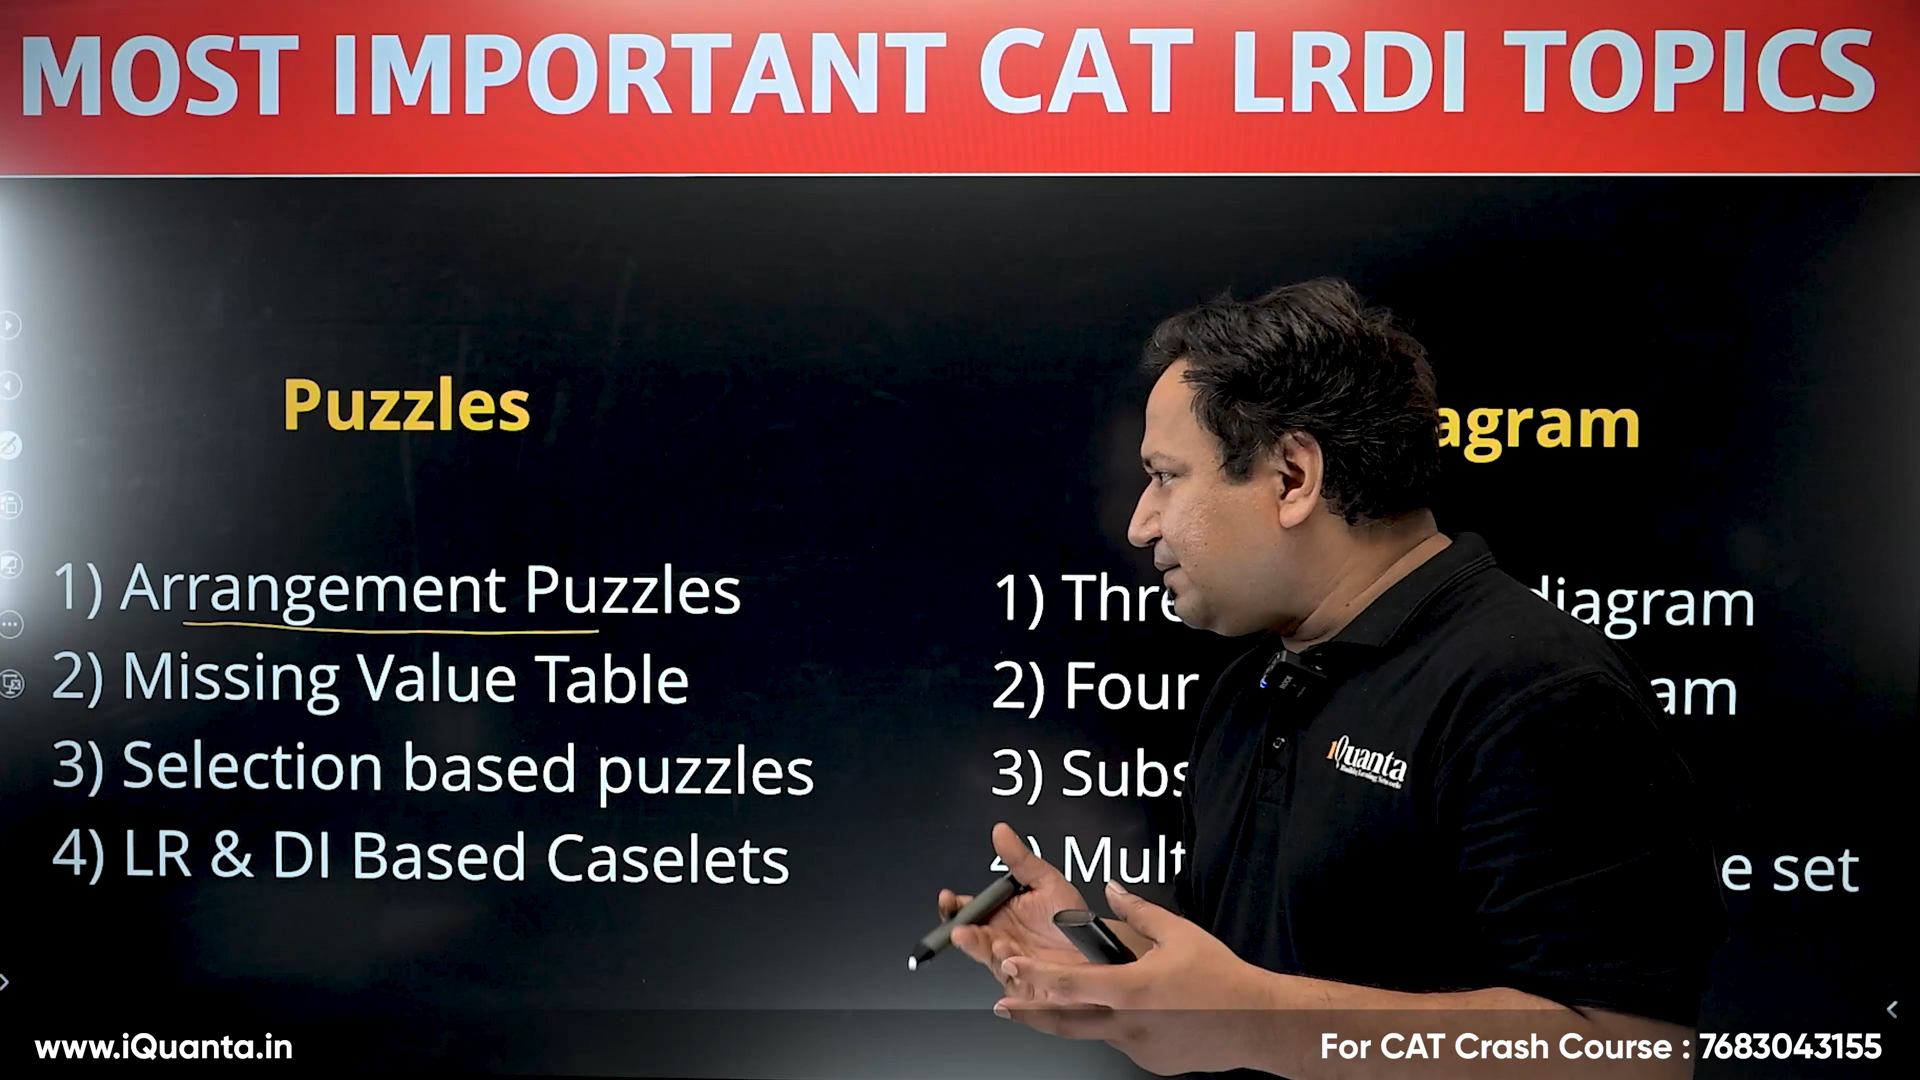 MOST IMPORTANT CAT LRDI TOPICS
Puzzles
1) Arrangement Puzzles
2) Missing Value Table
3) Selection based puzzles
4) LR & DI Based Caselets
agram
1) Thre diagram
2) Four am
3) Subs
4) Mult e set
iQuanta
www.iQuanta.in
For CAT Crash Course : 7683043155